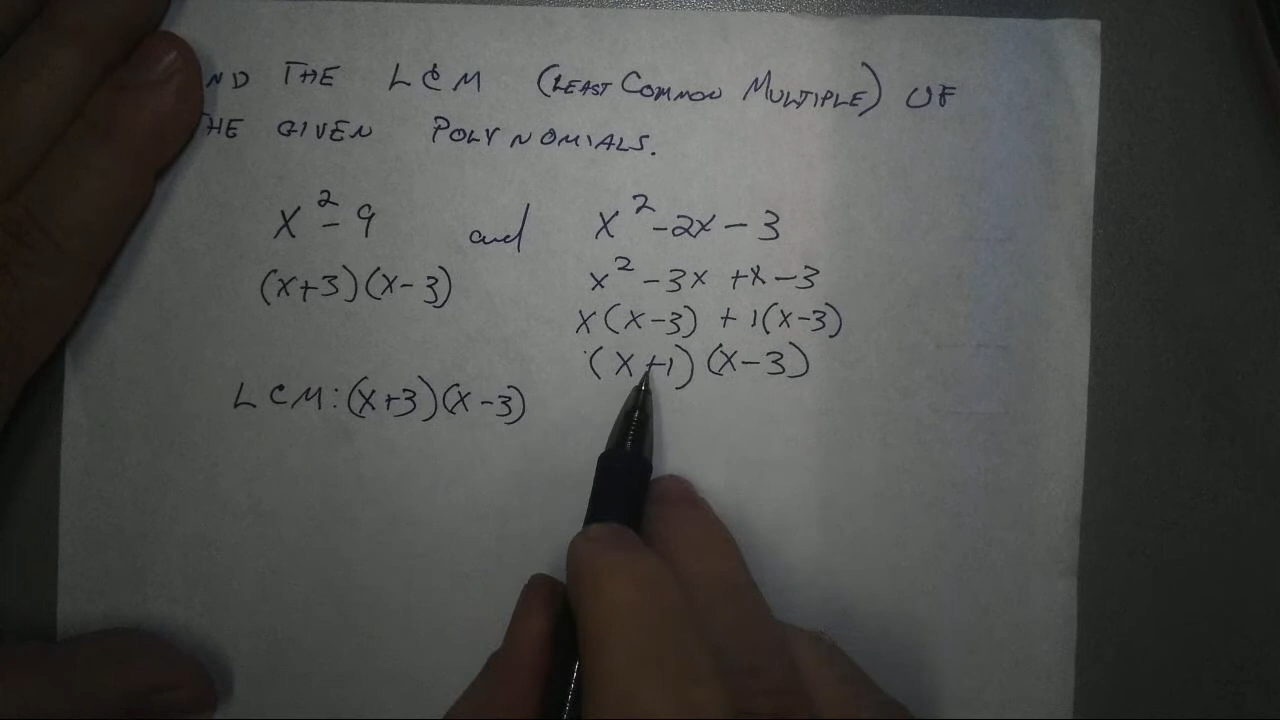 ND THE LCM (LEAST COMMON MULTIPLE) OF
HE GIVEN POLYNOMIALS.
x²-9 and x²-2x-3
(x+3)(x-3) x²-3x+x-3
x(x-3) +1(x-3)
(x+1)(x-3)
LCM:(x+3)(x-3)